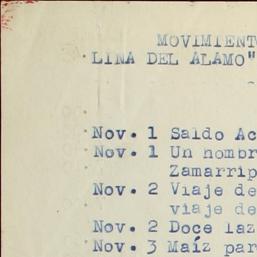 MOVIMIENT
LINA DEL ALAMO"
Nov. 1 Saldo Ac
Nov. 1 Un hombr
Zamarrip
Nov. 2 Viaje de
viaje de
Nov. 2 Doce laz
Nov. 3 Maíz par